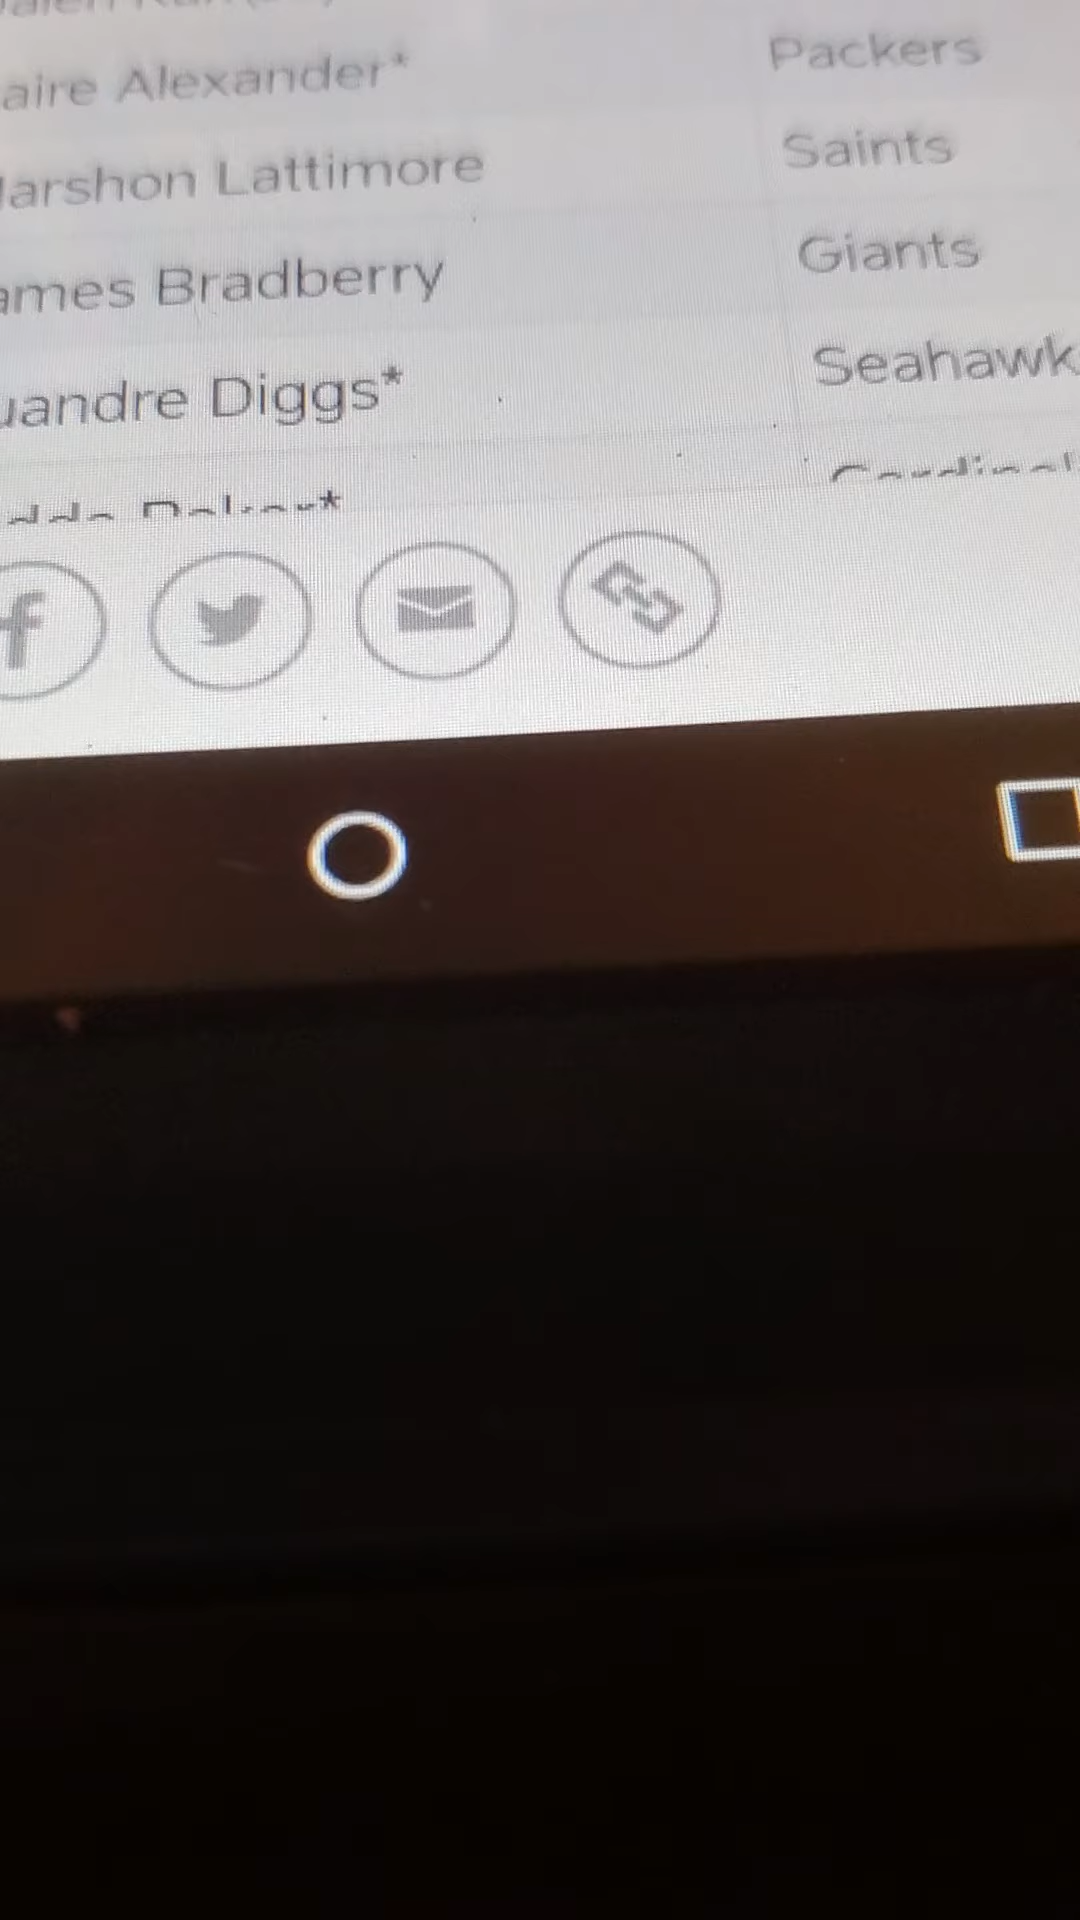 aire Alexander* Packers
arshon Lattimore Saints
ames Bradberry Giants
uandre Diggs* Seahawk